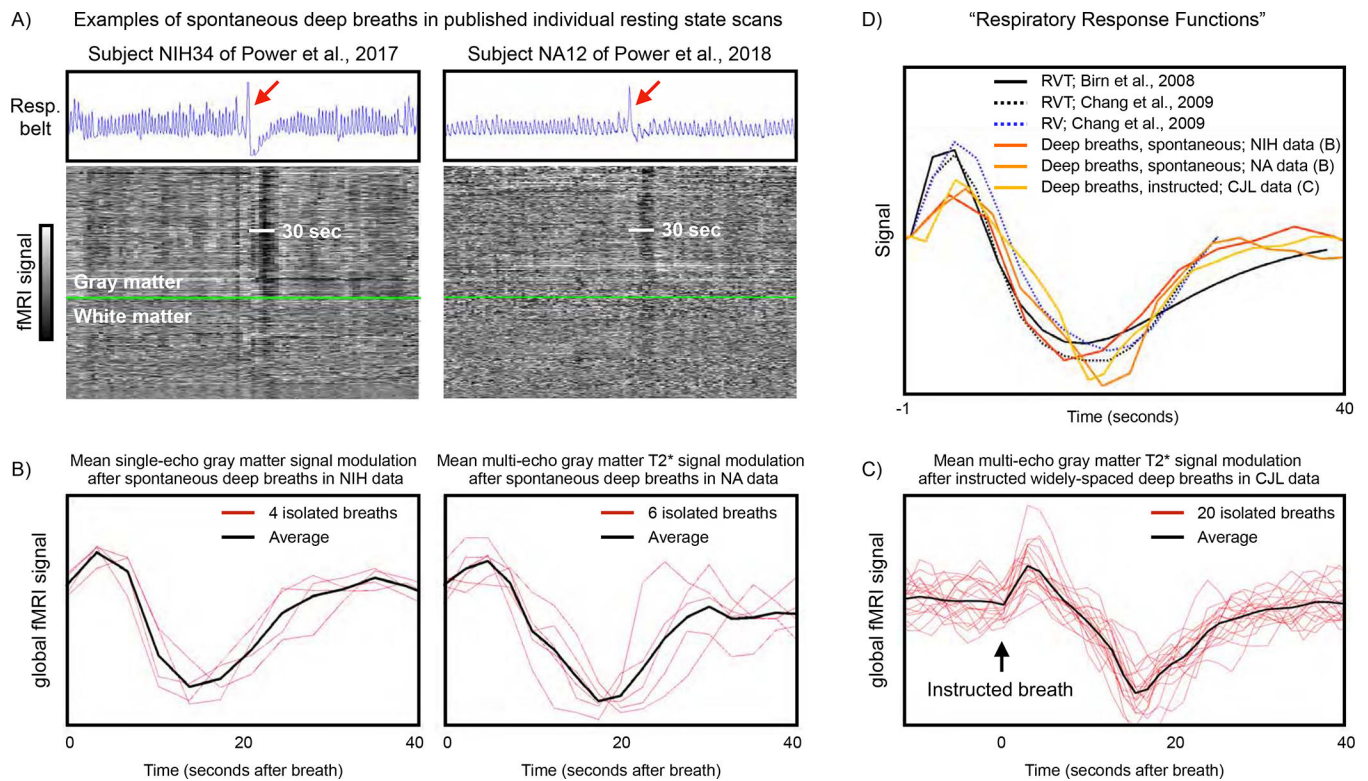 A)
Examples of spontaneous deep breaths in published individual resting state scans
Subject NIH34 of Power et al., 2017
Subject NA12 of Power et al., 2018
Resp.
belt
fMRI signal
30 sec
Gray matter
White matter
30 sec
D)
"Respiratory Response Functions"
RVT; Birn et al., 2008
RVT; Chang et al., 2009
RV; Chang et al., 2009
Deep breaths, spontaneous; NIH data (B)
Deep breaths, spontaneous; NA data (B)
Deep breaths, instructed; CJL data (C)
Signal
-1
40
Time (seconds)
B)
Mean single-echo gray matter signal modulation
after spontaneous deep breaths in NIH data
4 isolated breaths
Average
global fMRI signal
0
20
40
Time (seconds after breath)
Mean multi-echo gray matter T2* signal modulation
after spontaneous deep breaths in NA data
6 isolated breaths
Average
0
20
40
Time (seconds after breath)
C)
Mean multi-echo gray matter T2* signal modulation
after instructed widely-spaced deep breaths in CJL data
20 isolated breaths
Average
global fMRI signal
Instructed breath
0
20
40
Time (seconds after breath)